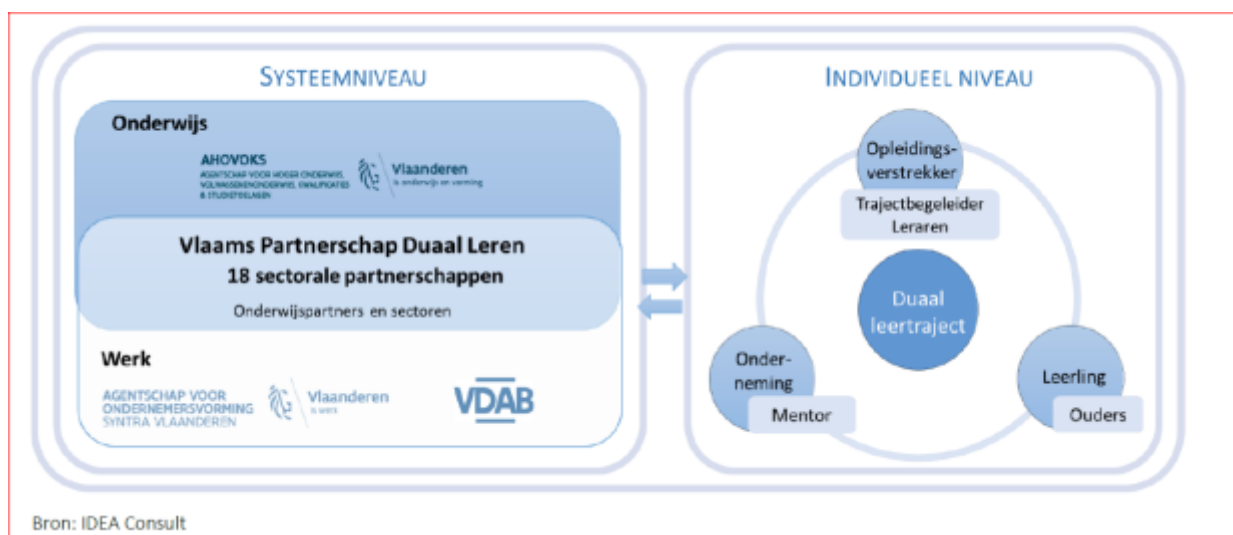 SYSTEEMNIVEAU
Onderwijs
AHOVOKS
AGENTSCHAP VOOR HOGER ONDERWIJS,
VOLWASSENENONDERWIJS, KWALIFICATIES
& STUDIETOELAGEN
Vlaanderen
is onderwijs en vorming
Vlaams Partnerschap Duaal Leren
18 sectorale partnerschappen
Onderwijspartners en sectoren
Werk
AGENTSCHAP VOOR
ONDERNEMERSVORMING
SYNTRA VLAANDEREN
Vlaanderen
is werk
VDAB
INDIVIDUEEL NIVEAU
Opleidings-
verstrekker
Trajectbegeleider
Leraren
Duaal
leertraject
Onder-
neming
Mentor
Leerling
Ouders
Bron: IDEA Consult